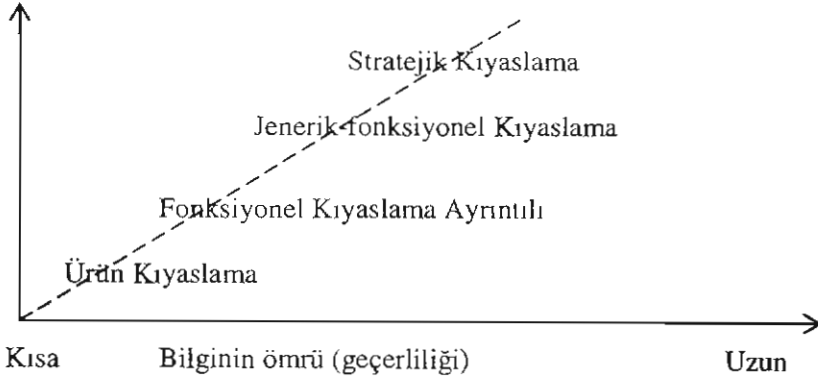 Stratejik Kıyaslama
Jenerik-fonksiyonel Kıyaslama
Fonksiyonel Kıyaslama Ayrıntılı
Ürün Kıyaslama
Kısa Bilginin ömrü (geçerliliği) Uzun